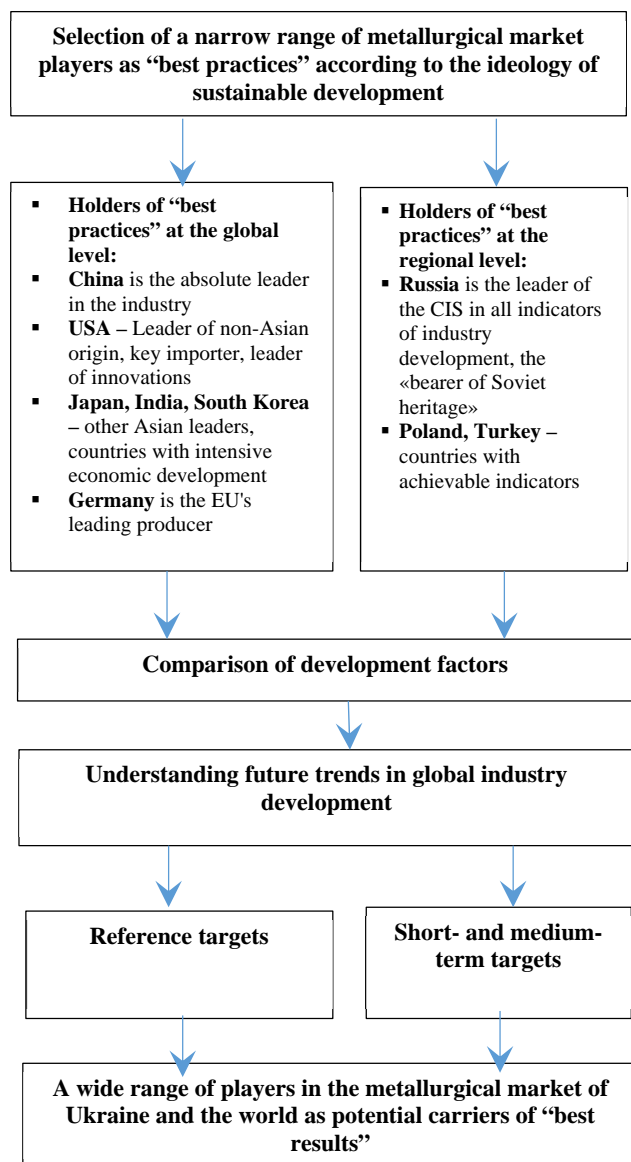 Selection of a narrow range of metallurgical market
players as “best practices” according to the ideology of
sustainable development
▪ Holders of “best
practices” at the global
level:
▪ China is the absolute leader
in the industry
▪ USA – Leader of non-Asian
origin, key importer, leader
of innovations
▪ Japan, India, South Korea
– other Asian leaders,
countries with intensive
economic development
▪ Germany is the EU's
leading producer
▪ Holders of “best
practices” at the
regional level:
▪ Russia is the leader of
the CIS in all indicators
of industry
development, the
«bearer of Soviet
heritage»
▪ Poland, Turkey –
countries with
achievable indicators
Comparison of development factors
Understanding future trends in global industry
development
Reference targets
Short- and medium-
term targets
A wide range of players in the metallurgical market of
Ukraine and the world as potential carriers of “best
results”